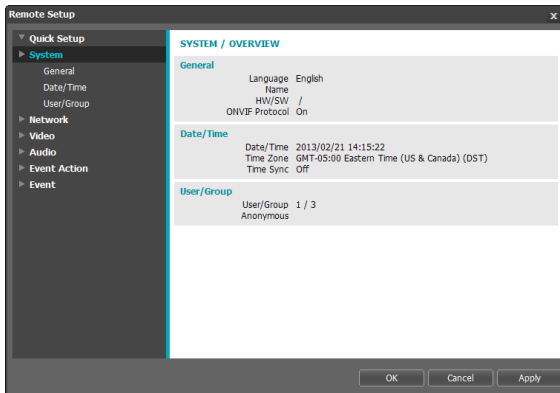 Remote Setup
x
Quick Setup
System
General
Date/Time
User/Group
Network
Video
Audio
Event Action
Event
SYSTEM / OVERVIEW
General
Language English
Name
HW/SW /
ONVIF Protocol On
Date/Time
Date/Time 2013/02/21 14:15:22
Time Zone GMT-05:00 Eastern Time (US & Canada) (DST)
Time Sync Off
User/Group
User/Group 1 / 3
Anonymous
OK Cancel Apply